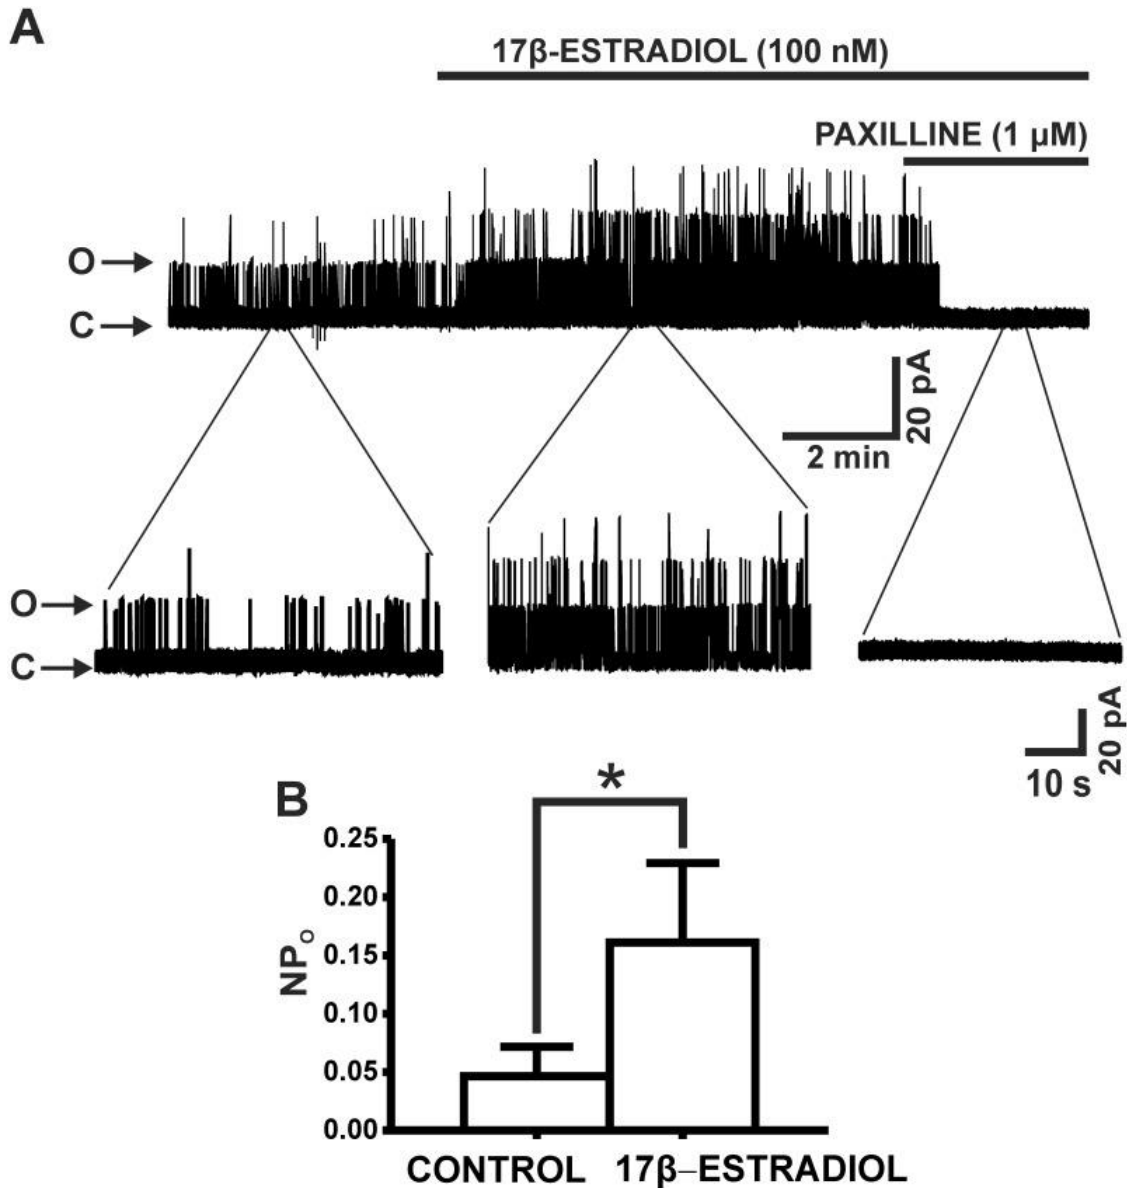 A
17β-ESTRADIOL (100 nM)
PAXILLINE (1 µM)
O
C
20 pA
2 min
O
C
20 pA
10 s
B
*
0.25
0.20
0.15
0.10
0.05
0.00
NPO
CONTROL
17β–ESTRADIOL